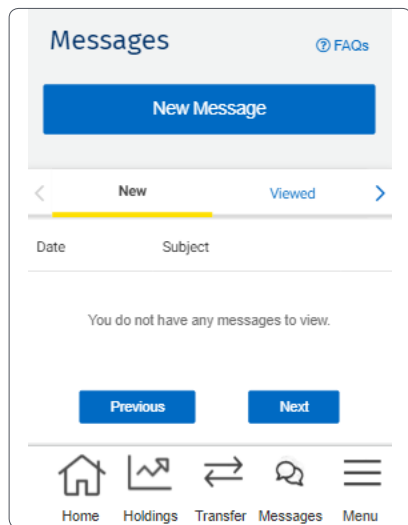 Messages
FAQs
New Message
New Viewed
Date Subject
You do not have any messages to view.
Previous Next
Home Holdings Transfer Messages Menu